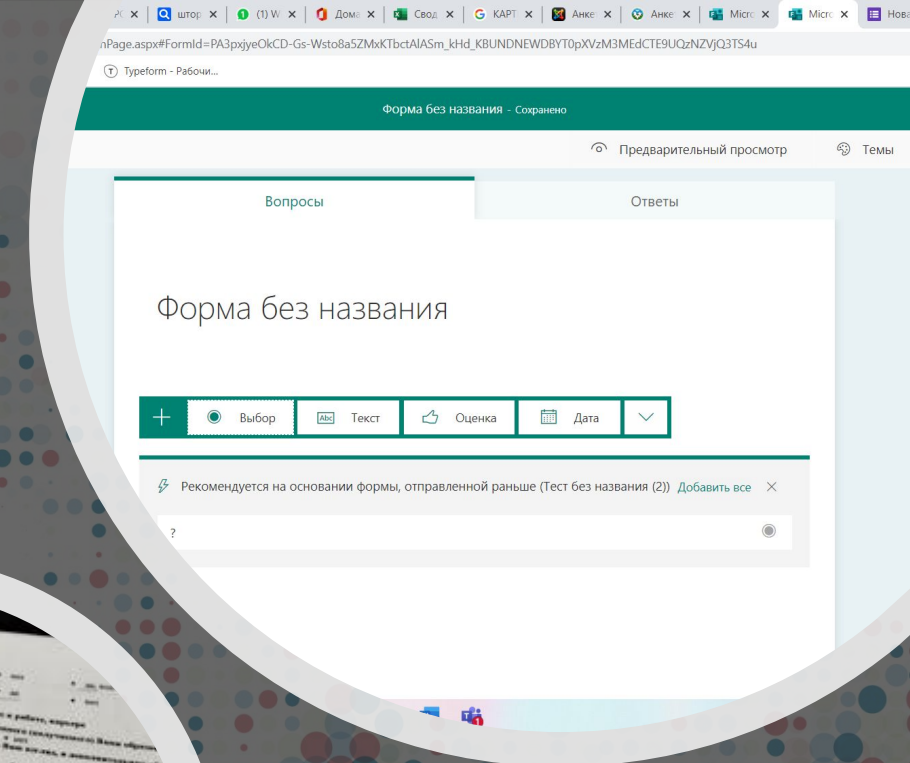 штор
(1) W
Дома
Свод
G КАРТ
Анке
Анке
Micro
Micro
Нова
nPage.aspx#FormId=PA3pxjyeOkCD-Gs-Wsto8a5ZMxKTbctAlASm_kHd_KBUNDNEWDBYT0pXVzM3MEdCTE9UQzNZVjQ3TS4u
T Typeform - Рабочи...
Форма без названия - Сохранено
Предварительный просмотр Темы
Вопросы Ответы
Форма без названия
Выбор Abc Текст Оценка Дата
Рекомендуется на основании формы, отправленной раньше (Тест без названия (2)) Добавить все
?